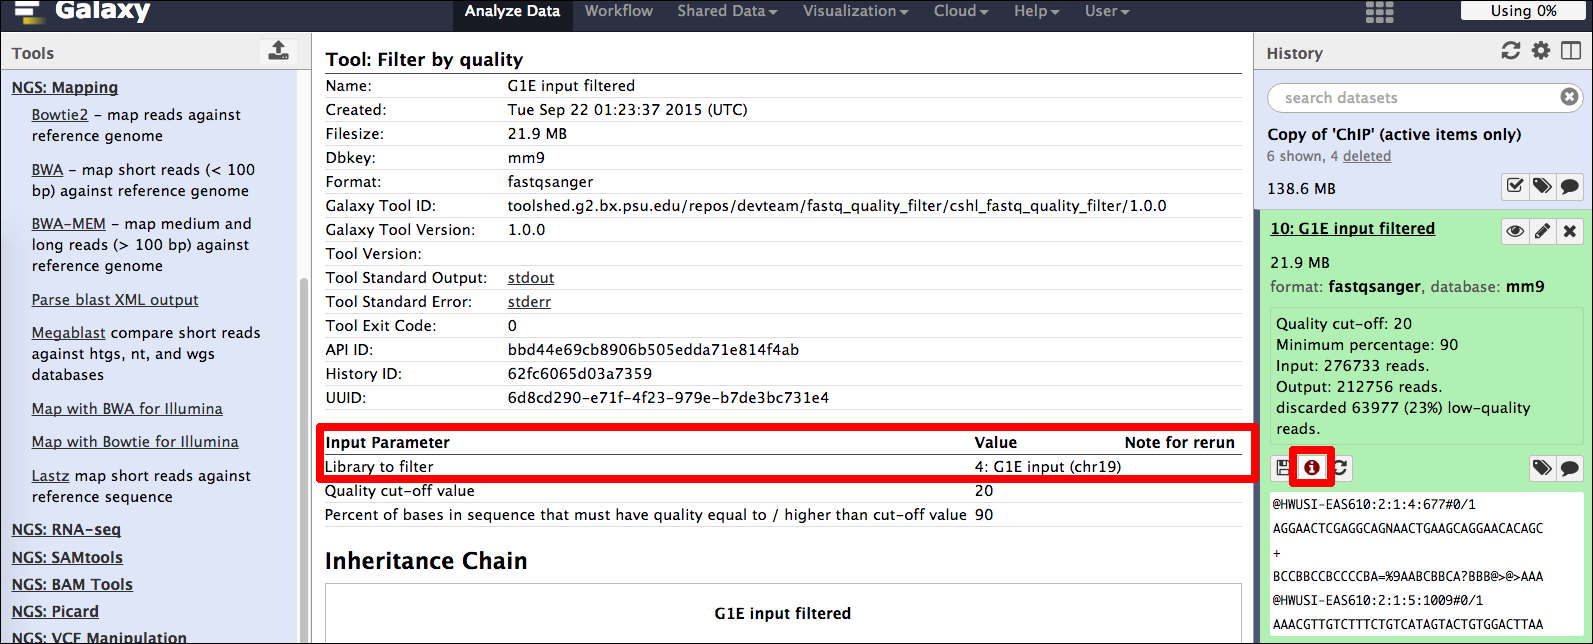 Galaxy
Analyze Data
Workflow
Shared Data
Visualization
Cloud
Help
User
Using 0%
Tools
NGS: Mapping
Bowtie2 - map reads against
reference genome
BWA - map short reads (< 100
bp) against reference genome
BWA-MEM - map medium and
long reads (> 100 bp) against
reference genome
Parse blast XML output
Megablast compare short reads
against htgs, nt, and wgs
databases
Map with BWA for Illumina
Map with Bowtie for Illumina
Lastz map short reads against
reference sequence
NGS: RNA-seq
NGS: SAMtools
NGS: BAM Tools
NGS: Picard
NGS: VCF Manipulation
Tool: Filter by quality
Name: G1E input filtered
Created: Tue Sep 22 01:23:37 2015 (UTC)
Filesize: 21.9 MB
Dbkey: mm9
Format: fastqsanger
Galaxy Tool ID: toolshed.g2.bx.psu.edu/repos/devteam/fastq_quality_filter/cshl_fastq_quality_filter/1.0.0
Galaxy Tool Version: 1.0.0
Tool Version:
Tool Standard Output: stdout
Tool Standard Error: stderr
Tool Exit Code: 0
API ID: bbd44e69cb8906b505edda71e814f4ab
History ID: 62fc6065d03a7359
UUID: 6d8cd290-e71f-4f23-979e-b7de3bc731e4
Input Parameter Value Note for rerun
Library to filter 4: G1E input (chr19)
Quality cut-off value 20
Percent of bases in sequence that must have quality equal to / higher than cut-off value 90
Inheritance Chain
G1E input filtered
History
search datasets
Copy of 'ChIP' (active items only)
6 shown, 4 deleted
138.6 MB
10: G1E input filtered
21.9 MB
format: fastqsanger, database: mm9
Quality cut-off: 20
Minimum percentage: 90
Input: 276733 reads.
Output: 212756 reads.
discarded 63977 (23%) low-quality
reads.
@HWUSI-EAS610:2:1:4:677#0/1
AGGAACTCGAGGCAGNAACTGAAGCAGGAACACAGC
+
BCCBBCCBCCCCBA=%9AABCBBCA?BBB@>@>AAA
@HWUSI-EAS610:2:1:5:1009#0/1
AAACGTTGTCTTTCTGTCATAGTACTGTGGACTTAA